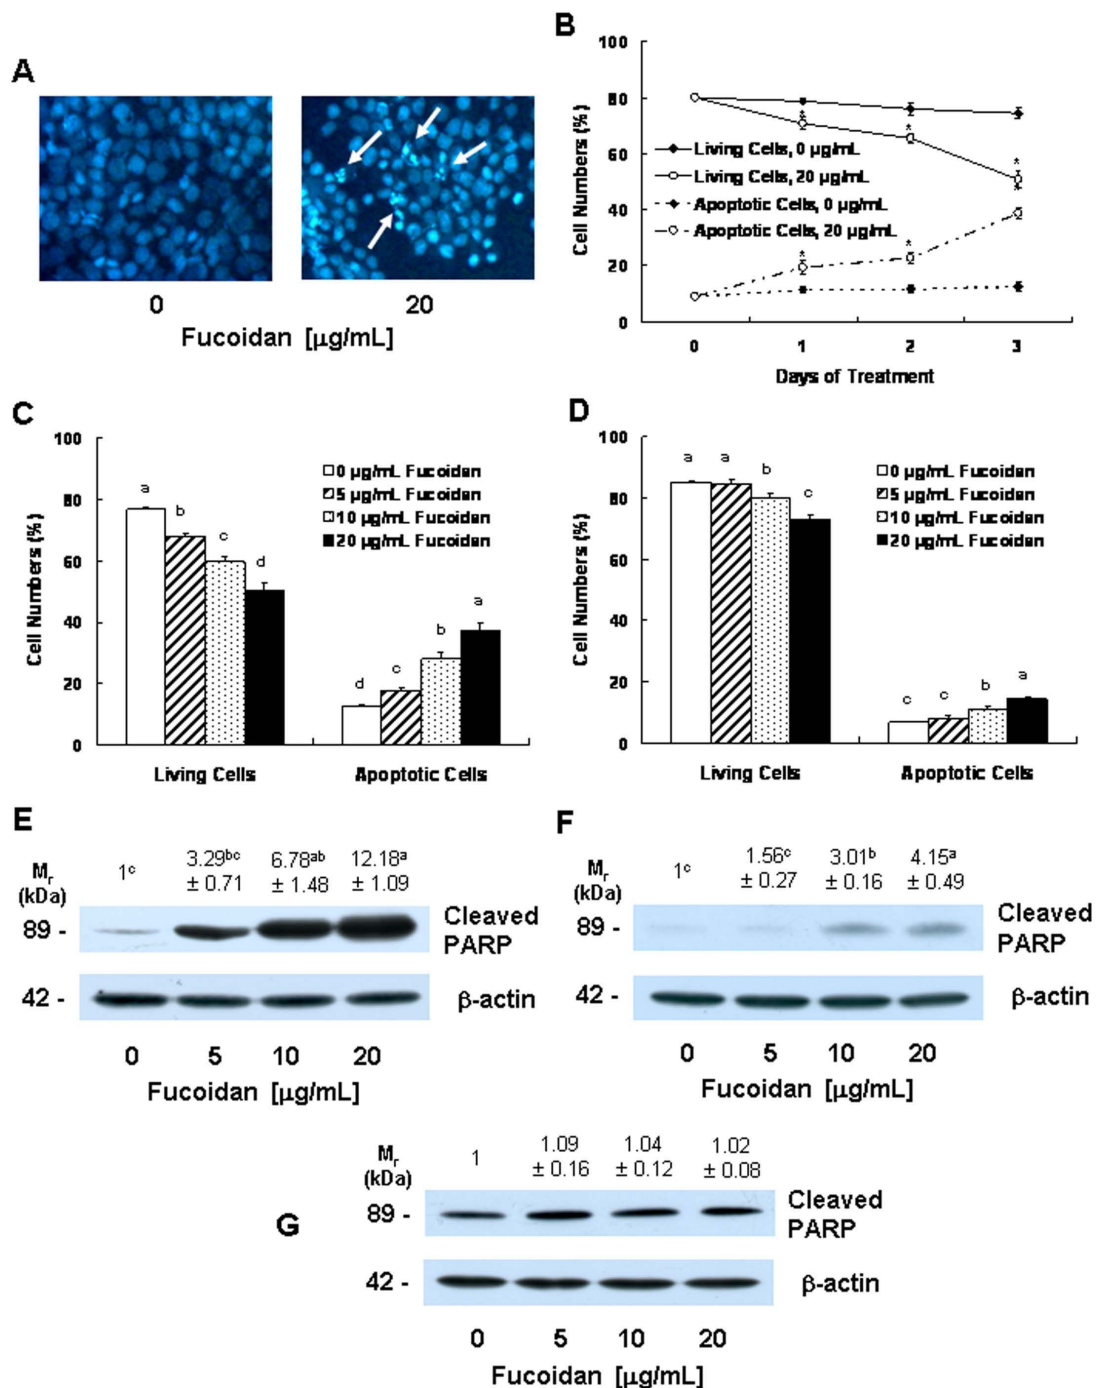 A
0
20
Fucoidan [μg/mL]
B
100
80
60
40
20
0
Cell Numbers (%)
Living Cells, 0 μg/mL
Living Cells, 20 μg/mL
Apoptotic Cells, 0 μg/mL
Apoptotic Cells, 20 μg/mL
* * *
* * *
0 1 2 3
Days of Treatment
C
100
80
60
40
20
0
Cell Numbers (%)
0 μg/mL Fucoidan
5 μg/mL Fucoidan
10 μg/mL Fucoidan
20 μg/mL Fucoidan
a b c d
d c b a
Living Cells Apoptotic Cells
D
100
80
60
40
20
0
Cell Numbers (%)
0 μg/mL Fucoidan
5 μg/mL Fucoidan
10 μg/mL Fucoidan
20 μg/mL Fucoidan
a a b c
c c b a
Living Cells Apoptotic Cells
E
Mr
(kDa)
1ᶜ 3.29ᵇᶜ 6.78ᵃᵇ 12.18ᵃ
± 0.71 ± 1.48 ± 1.09
89 -
Cleaved
PARP
42 -
β-actin
0 5 10 20
Fucoidan [μg/mL]
F
Mr
(kDa)
1ᶜ 1.56ᶜ 3.01ᵇ 4.15ᵃ
± 0.27 ± 0.16 ± 0.49
89 -
Cleaved
PARP
42 -
β-actin
0 5 10 20
Fucoidan [μg/mL]
G
Mr
(kDa)
1 1.09 1.04 1.02
± 0.16 ± 0.12 ± 0.08
89 -
Cleaved
PARP
42 -
β-actin
0 5 10 20
Fucoidan [μg/mL]